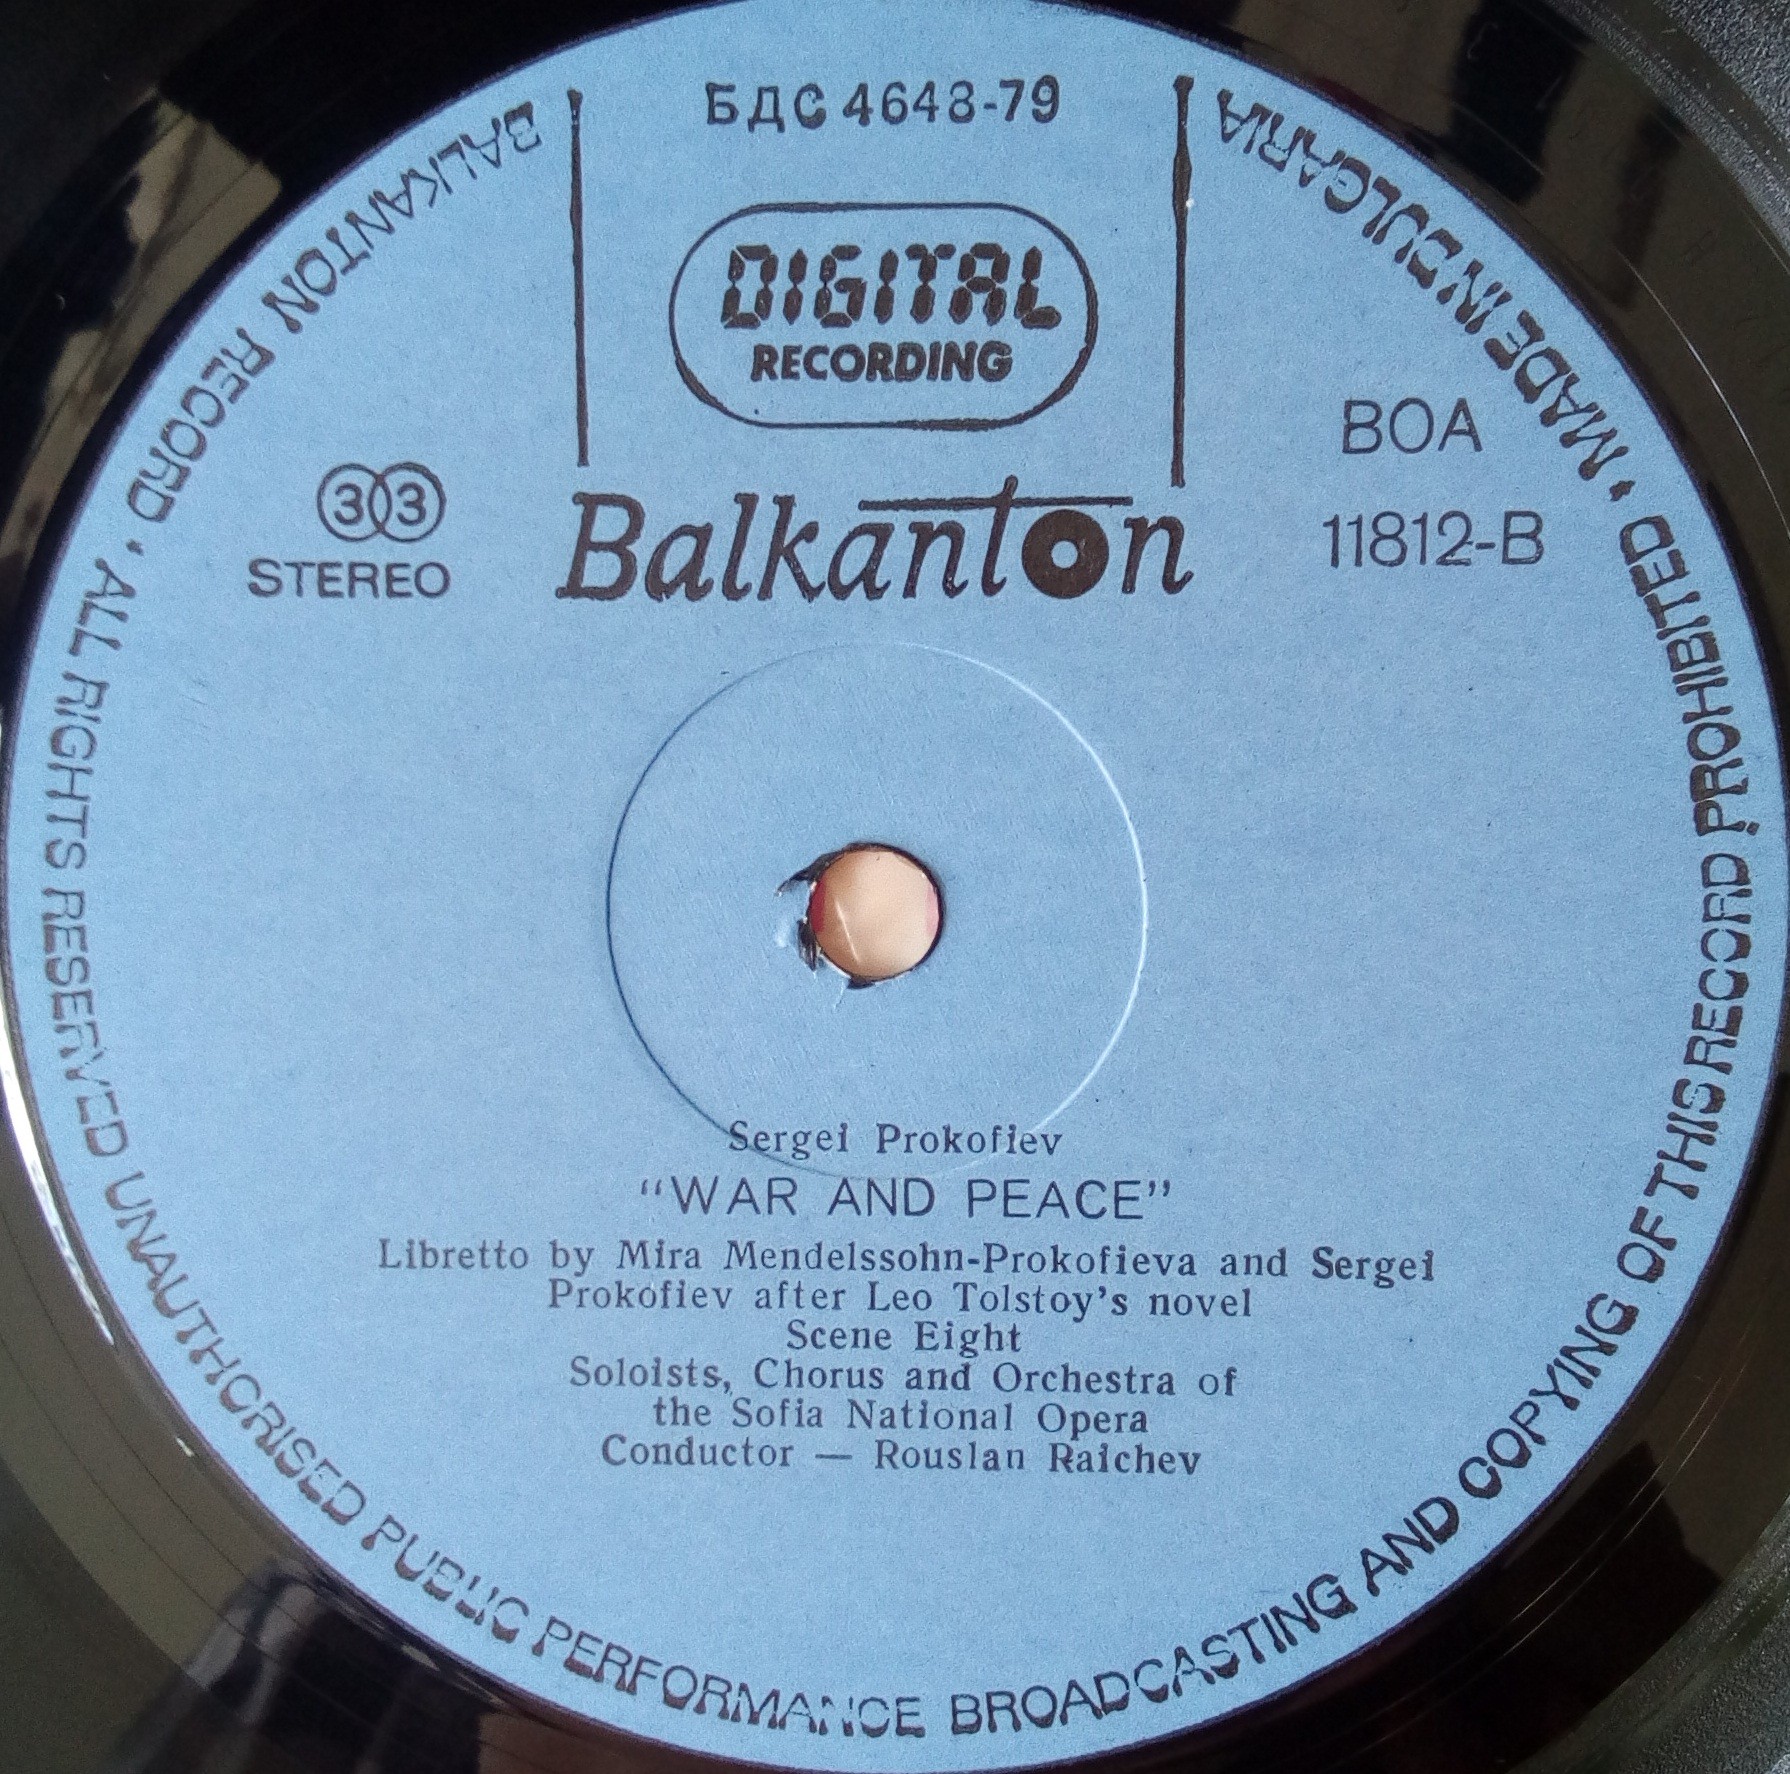 БДС 4648-79
DIGITAL
RECORDING
33
STEREO
Balkanton
BOA
11812-B
Sergei Prokofiev
“WAR AND PEACE”
Libretto by Mira Mendelssohn-Prokofieva and Sergei
Prokofiev after Leo Tolstoy’s novel
Scene Eight
Soloists, Chorus and Orchestra of
the Sofia National Opera
Conductor — Rouslan Raichev
BALKANTON RECORD · ALL RIGHTS RESERVED UNAUTHORISED PUBLIC PERFORMANCE BROADCASTING AND COPYING OF THIS RECORD PROHIBITED · MADE IN BULGARIA